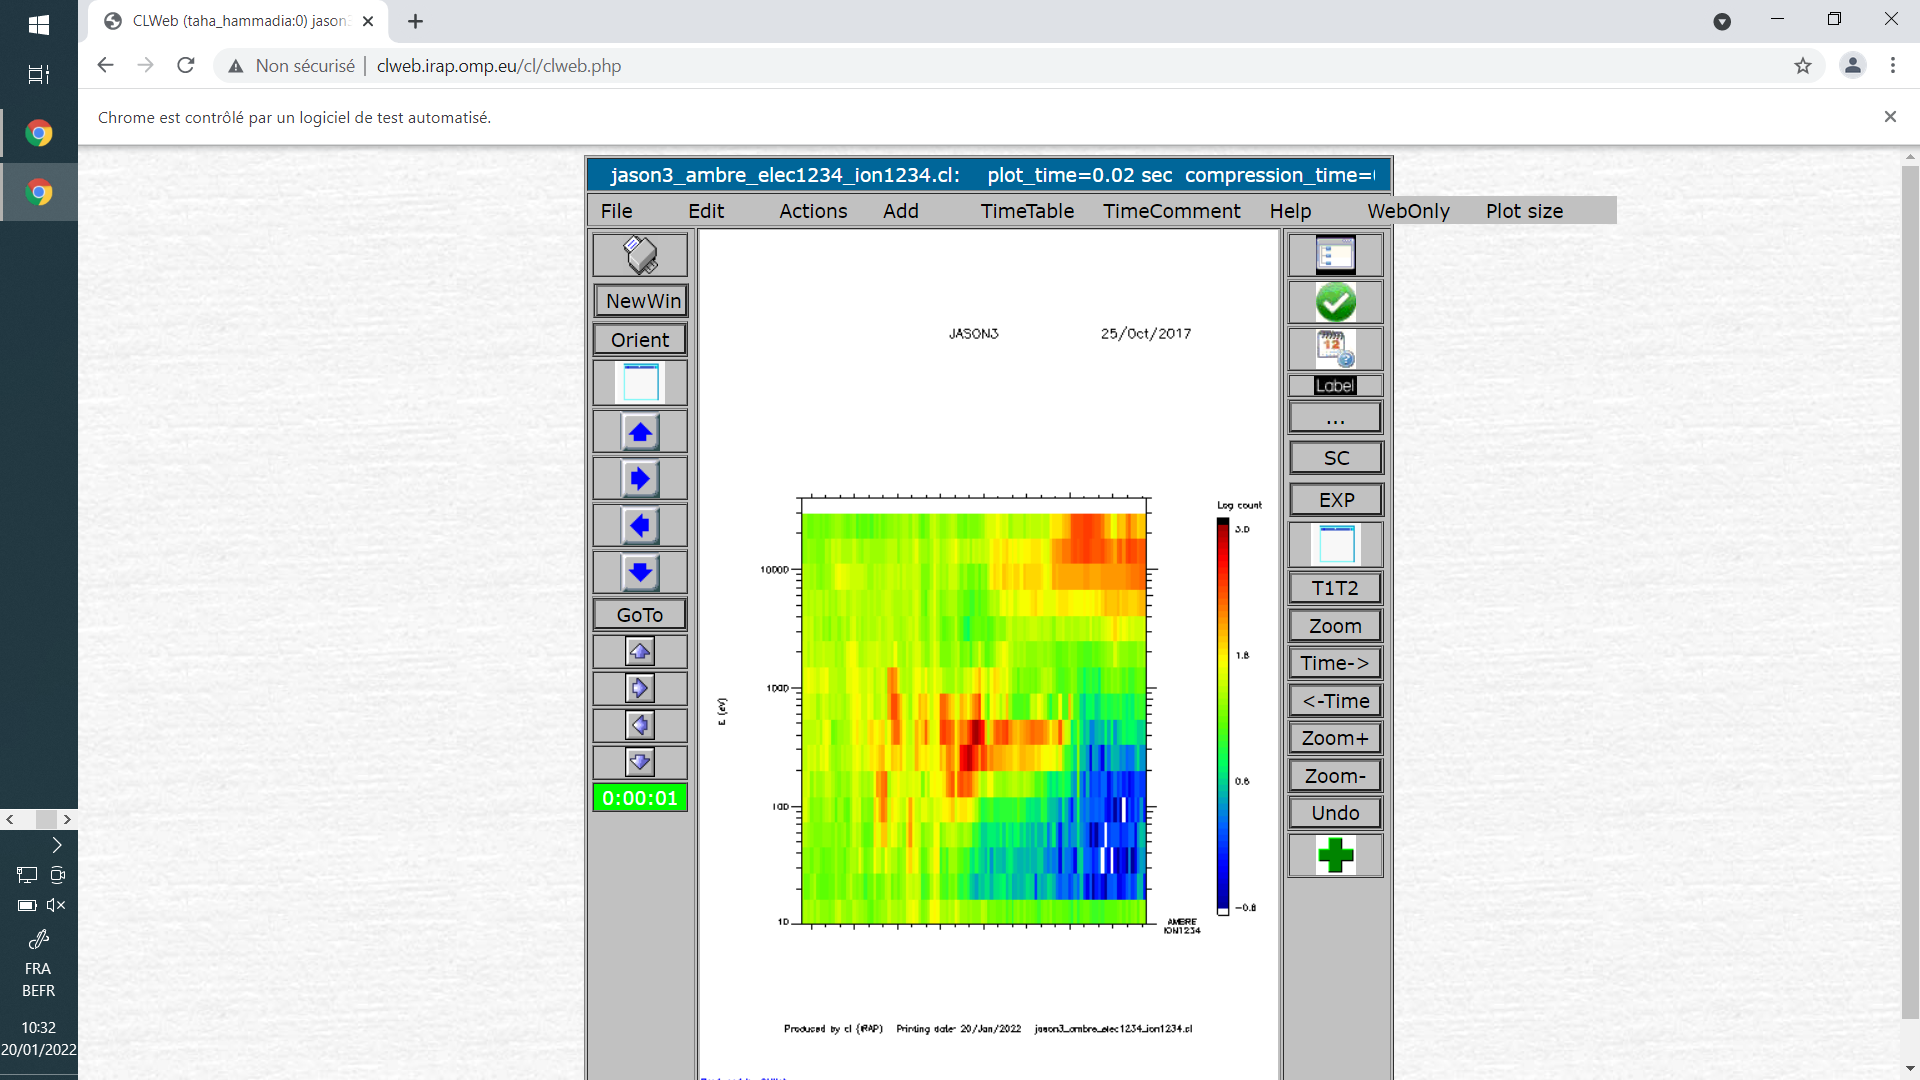 CLWeb (taha_hammadia:0) jason3
Non sécurisé | clweb.irap.omp.eu/cl/clweb.php
Chrome est contrôlé par un logiciel de test automatisé.
jason3_ambre_elec1234_ion1234.cl: plot_time=0.02 sec compression_time=
File Edit Actions Add TimeTable TimeComment Help WebOnly Plot size
NewWin
Orient
GoTo
0:00:01
JASON3 25/Oct/2017
Log count
3.0
1.8
0.6
-0.8
10000
1000
100
10
E (eV)
AMBRE
ION1234
Produced by cl (IRAP) Printing date: 20/Jan/2022 jason3_ambre_elec1234_ion1234.cl
12
Label
...
SC
EXP
T1T2
Zoom
Time->
<-Time
Zoom+
Zoom-
Undo
FRA
BEFR
10:32
20/01/2022